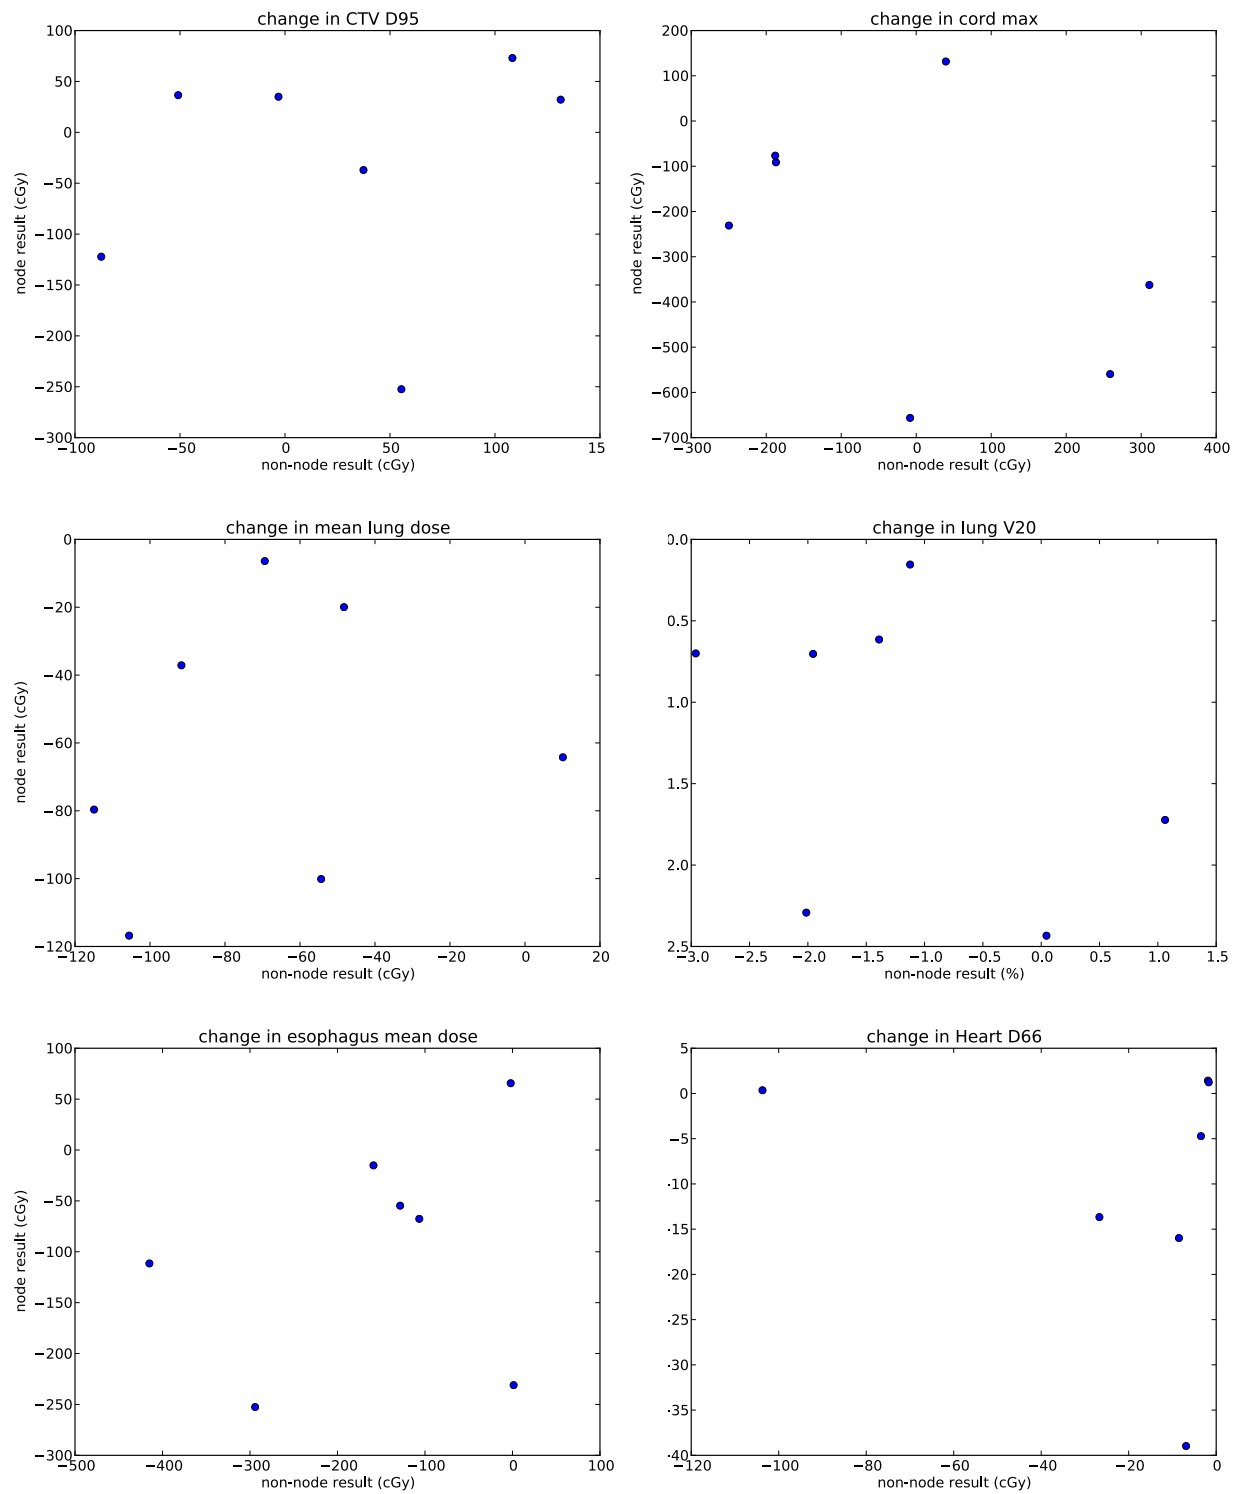 change in CTV D95
100
50
0
−50
−100
−150
−200
−250
−300
node result (cGy)
−100 −50 0 50 100 15
non-node result (cGy)
change in cord max
200
100
0
−100
−200
−300
−400
−500
−600
−700
node result (cGy)
−300 −200 −100 0 100 200 300 400
non-node result (cGy)
change in mean lung dose
0
−20
−40
−60
−80
−100
−120
node result (cGy)
−120 −100 −80 −60 −40 −20 0 20
non-node result (cGy)
change in lung V20
).0
0.5
1.0
1.5
2.0
2.5
−3.0 −2.5 −2.0 −1.5 −1.0 −0.5 0.0 0.5 1.0 1.5
non-node result (%)
change in esophagus mean dose
100
50
0
−50
−100
−150
−200
−250
−300
node result (cGy)
−500 −400 −300 −200 −100 0 100
non-node result (cGy)
change in Heart D66
5
0
−5
−10
−15
−20
−25
−30
−35
−40
−120 −100 −80 −60 −40 −20 0
non-node result (cGy)